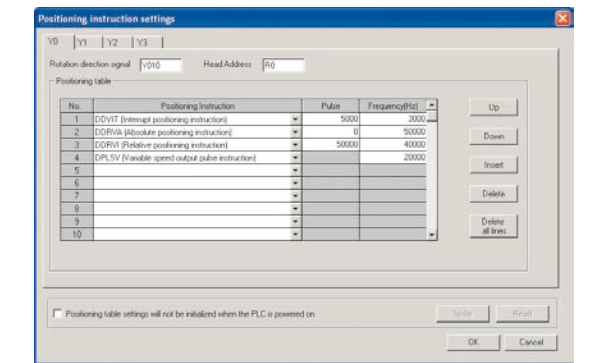 Positioning instruction settings
Y0 Y1 Y2 Y3
Rotation direction signal Y010 Head Address R0
Positioning table
No. Positioning Instruction Pulse Frequency(Hz)
1 DDVIT (Interrupt positioning instruction) 5000 3000
2 DDRVA (Absolute positioning instruction) 0 50000
3 DDRVI (Relative positioning instruction) 50000 40000
4 DPLSV (Variable speed output pulse instruction) 20000
5
6
7
8
9
10
Up
Down
Insert
Delete
Delete
all lines
Positioning table settings will not be initialized when the PLC is powered on
Write Read
OK Cancel